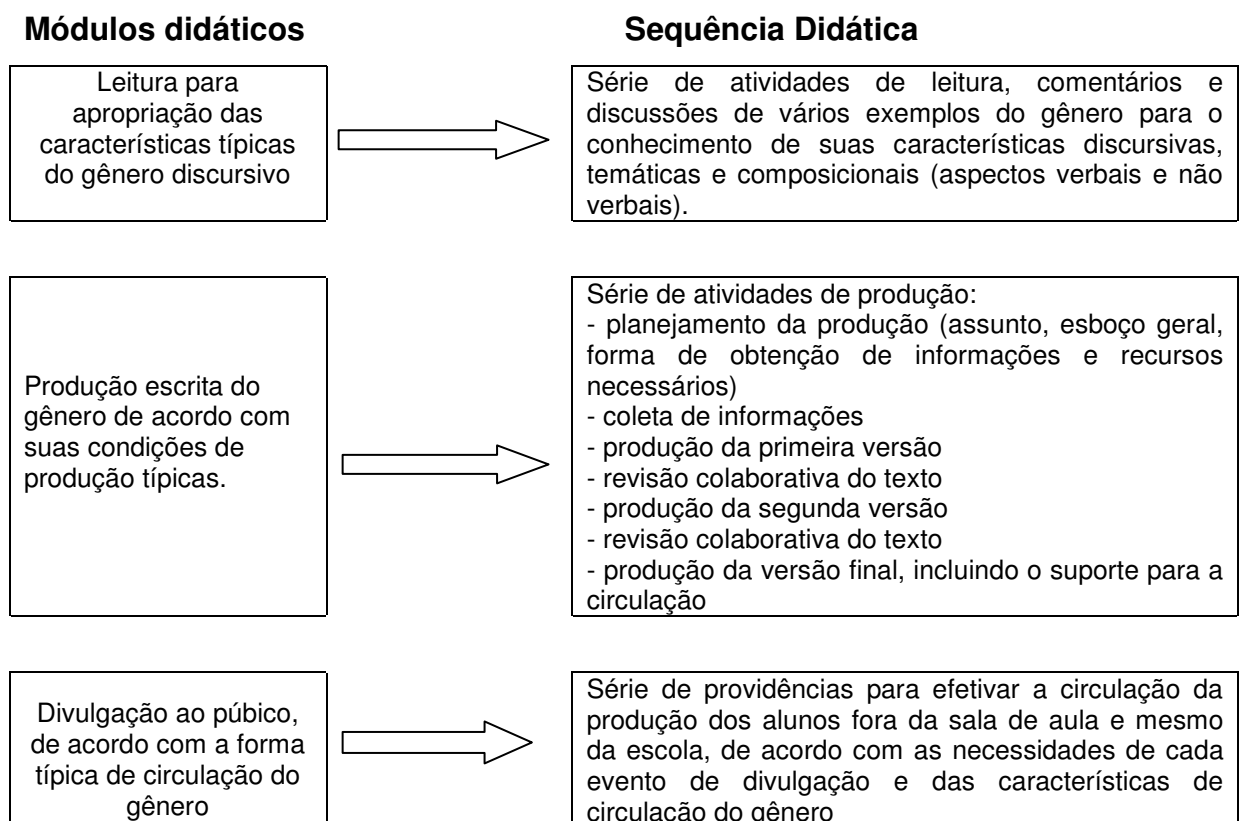 Módulos didáticos
Sequência Didática
Leitura para
apropriação das
características típicas
do gênero discursivo
Série de atividades de leitura, comentários e
discussões de vários exemplos do gênero para o
conhecimento de suas características discursivas,
temáticas e composicionais (aspectos verbais e não
verbais).
Produção escrita do
gênero de acordo com
suas condições de
produção típicas.
Série de atividades de produção:
- planejamento da produção (assunto, esboço geral,
forma de obtenção de informações e recursos
necessários)
- coleta de informações
- produção da primeira versão
- revisão colaborativa do texto
- produção da segunda versão
- revisão colaborativa do texto
- produção da versão final, incluindo o suporte para a
circulação
Divulgação ao púbico,
de acordo com a forma
típica de circulação do
gênero
Série de providências para efetivar a circulação da
produção dos alunos fora da sala de aula e mesmo
da escola, de acordo com as necessidades de cada
evento de divulgação e das características de
circulação do gênero